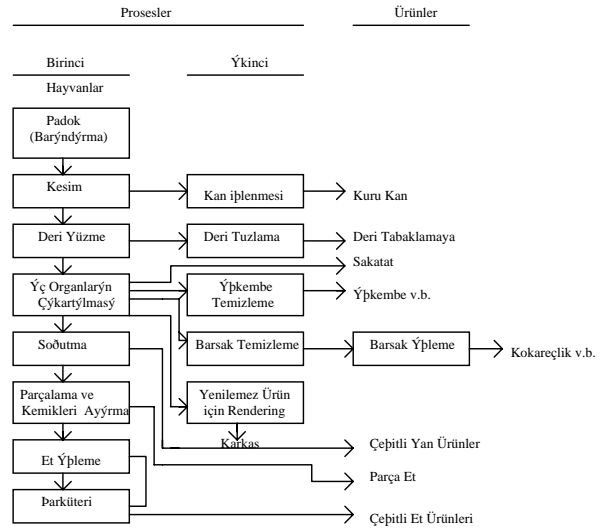 Prosesler
Ürünler
Birinci
Ýkinci
Hayvanlar
Padok
(Barýndýrma)
Kesim
Kan iþlenmesi
Kuru Kan
Deri Yüzme
Deri Tuzlama
Deri Tabaklamaya
Sakatat
Ýç Organlarýn
Çýkartýlmasý
Ýþkembe
Temizleme
Ýþkembe v.b.
Soðutma
Barsak Temizleme
Barsak Ýþleme
Kokareçlik v.b.
Parçalama ve
Kemikleri Ayýrma
Yenilemez Ürün
için Rendering
Karkas
Çeþitli Yan Ürünler
Et Ýþleme
Parça Et
Þarküteri
Çeþitli Et Ürünleri